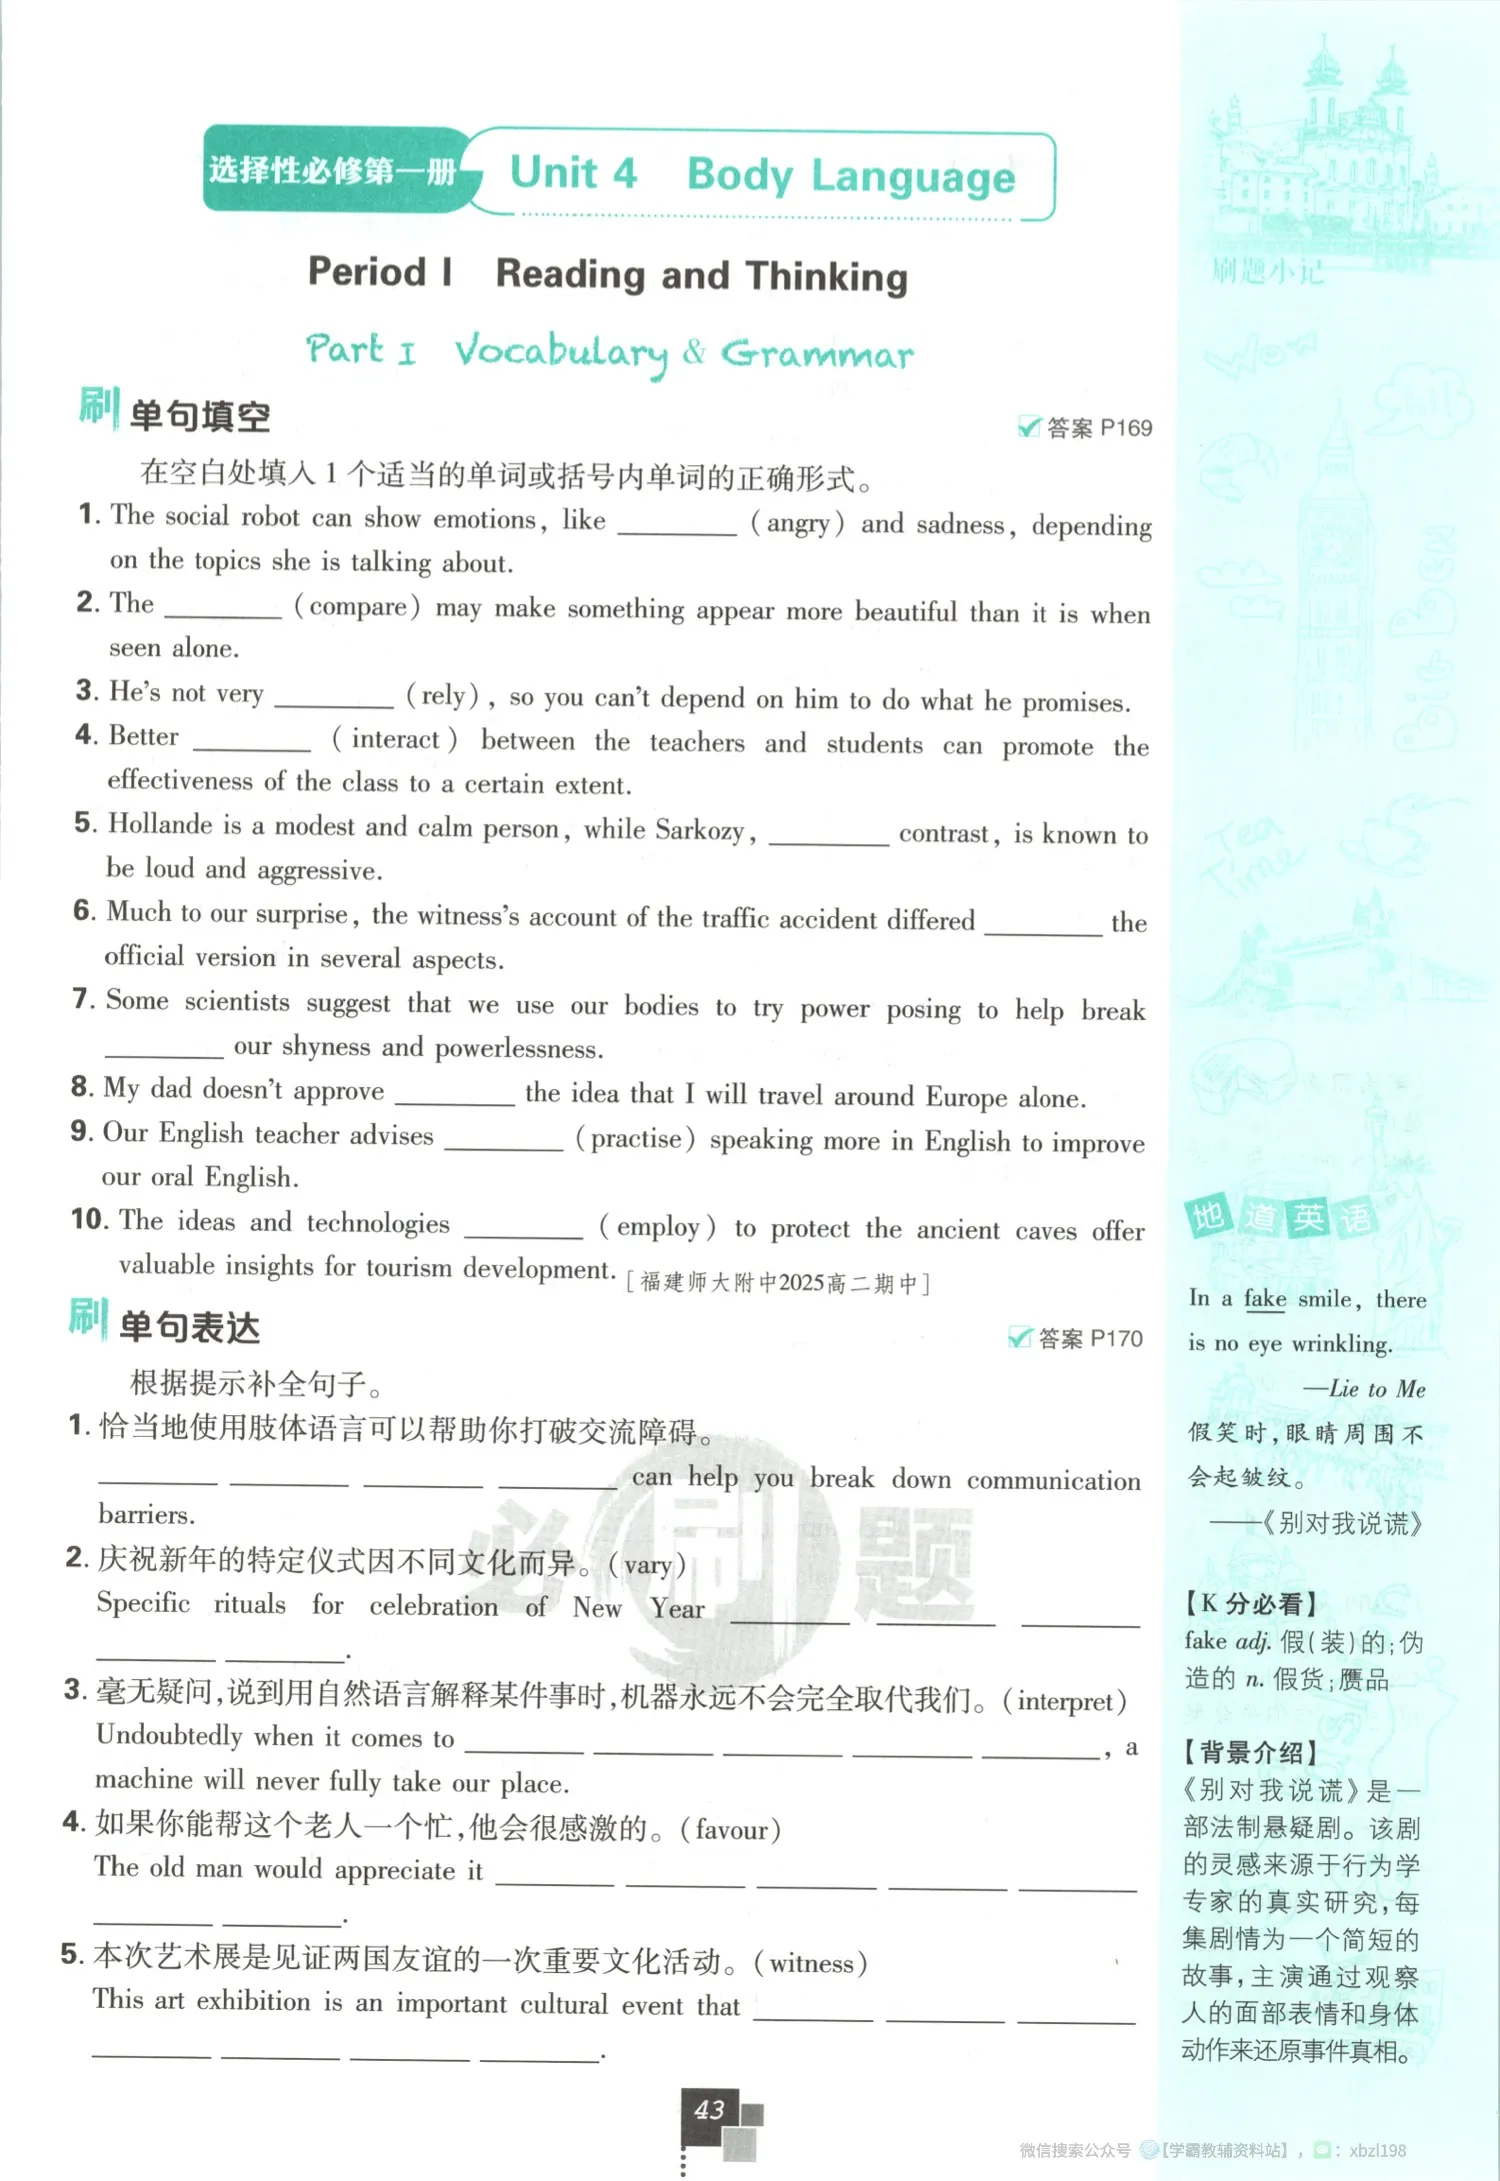 选择性必修第一册 Unit 4 Body Language
Period I Reading and Thinking
Part I Vocabulary & Grammar
刷 单句填空
答案 P169
在空白处填入1个适当的单词或括号内单词的正确形式。
1. The social robot can show emotions, like ________ (angry) and sadness, depending
on the topics she is talking about.
2. The ________ (compare) may make something appear more beautiful than it is when
seen alone.
3. He's not very ________ (rely), so you can't depend on him to do what he promises.
4. Better ________ (interact) between the teachers and students can promote the
effectiveness of the class to a certain extent.
5. Hollande is a modest and calm person, while Sarkozy, ________ contrast, is known to
be loud and aggressive.
6. Much to our surprise, the witness's account of the traffic accident differed ________ the
official version in several aspects.
7. Some scientists suggest that we use our bodies to try power posing to help break
________ our shyness and powerlessness.
8. My dad doesn't approve ________ the idea that I will travel around Europe alone.
9. Our English teacher advises ________ (practise) speaking more in English to improve
our oral English.
10. The ideas and technologies ________ (employ) to protect the ancient caves offer
valuable insights for tourism development. [福建师大附中2025高二期中]
刷 单句表达
答案 P170
根据提示补全句子。
1. 恰当地使用肢体语言可以帮助你打破交流障碍。
________ ________ ________ ________ can help you break down communication
barriers.
2. 庆祝新年的特定仪式因不同文化而异。(vary)
Specific rituals for celebration of New Year ________ ________ ________
________ ________.
3. 毫无疑问,说到用自然语言解释某件事时,机器永远不会完全取代我们。(interpret)
Undoubtedly when it comes to ________ ________ ________ ________ ________, a
machine will never fully take our place.
4. 如果你能帮这个老人一个忙,他会很感激的。(favour)
The old man would appreciate it ________ ________ ________ ________ ________
________ ________.
5. 本次艺术展是见证两国友谊的一次重要文化活动。(witness)
This art exhibition is an important cultural event that ________ ________ ________
________ ________ ________ ________.
必刷题
43
刷题小记
Wow
Big Ben
Tea
Time
地道英语
In a fake smile, there
is no eye wrinkling.
—Lie to Me
假笑时,眼睛周围不
会起皱纹。
——《别对我说谎》
【K分必看】
fake adj. 假(装)的;伪
造的 n. 假货;赝品
【背景介绍】
《别对我说谎》是一
部法制悬疑剧。该剧
的灵感来源于行为学
专家的真实研究,每
集剧情为一个简短的
故事,主演通过观察
人的面部表情和身体
动作来还原事件真相。
微信搜索公众号【学霸教辅资料站】, : xbzl198